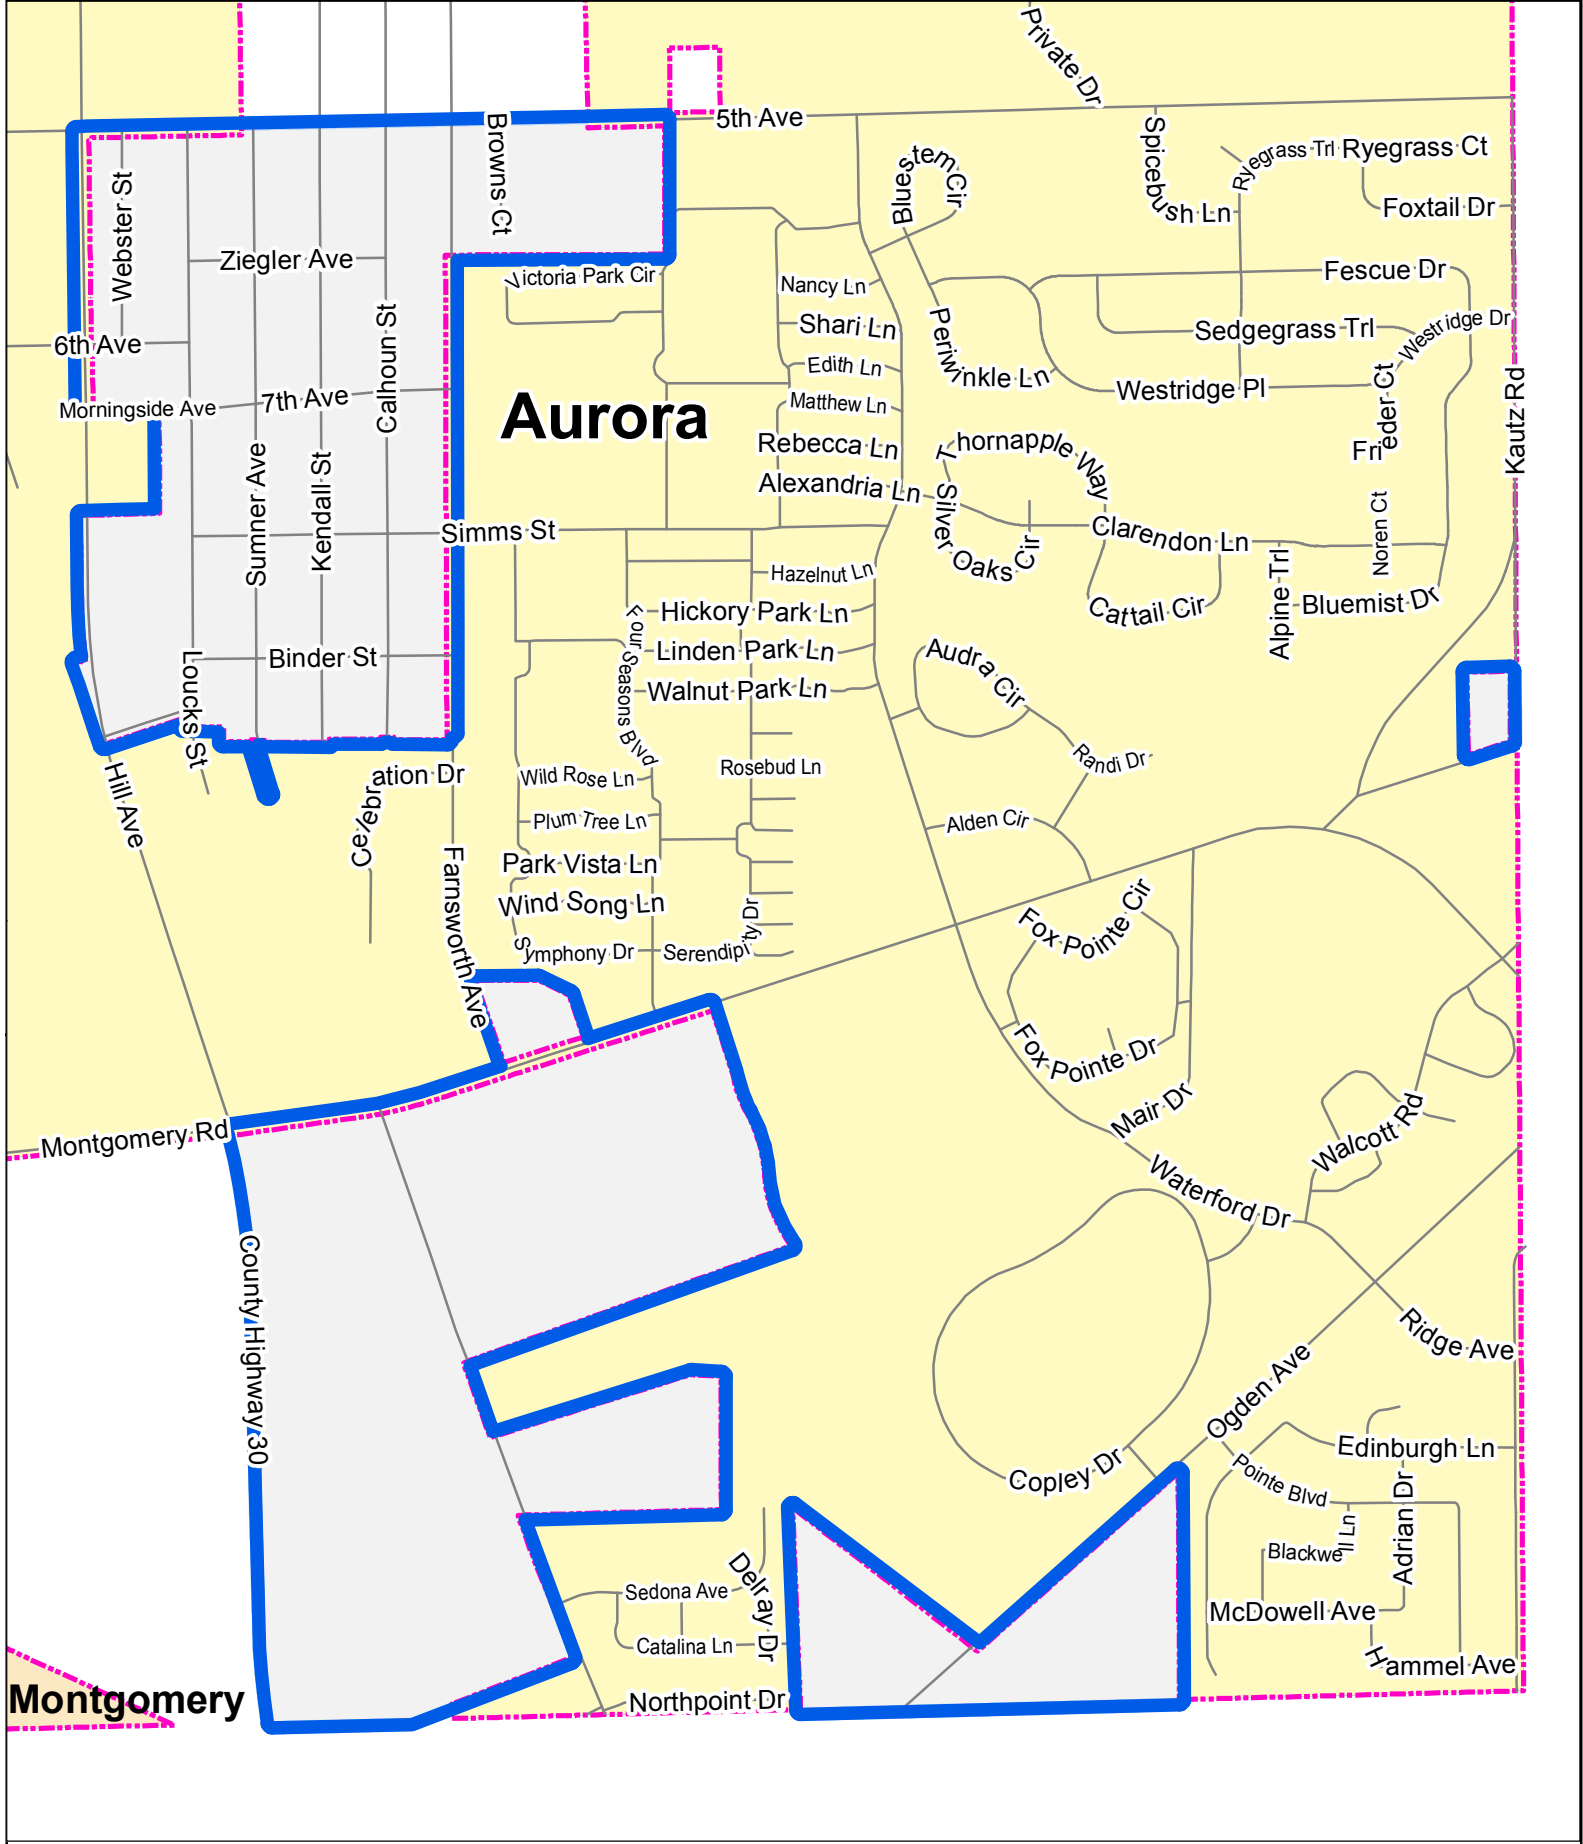 Private Dr
5th Ave
Browns Ct
Spicebush Ln
Ryegrass Trl
Ryegrass Ct
Foxtail Dr
Bluestem Cir
Webster St
Ziegler Ave
Victoria Park Cir
Nancy Ln
Fescue Dr
Shari Ln
Periwinkle Ln
Sedgegrass Trl
Westridge Dr
6th Ave
Calhoun St
Edith Ln
Westridge Pl
Kautz Rd
Morningside Ave
7th Ave
Aurora
Matthew Ln
Frieder Ct
Rebecca Ln
Thornapple Way
Sumner Ave
Kendall St
Alexandria Ln
Silver Oaks Cir
Simms St
Clarendon Ln
Noren Ct
Hazelnut Ln
Alpine Trl
Bluemist Dr
Cattail Cir
Four Seasons Blvd
Hickory Park Ln
Linden Park Ln
Audra Cir
Binder St
Loucks St
Walnut Park Ln
Randi Dr
Hill Ave
Celebration Dr
Wild Rose Ln
Rosebud Ln
Plum Tree Ln
Alden Cir
Farnsworth Ave
Park Vista Ln
Wind Song Ln
Fox Pointe Cir
Symphony Dr
Serendipity Dr
Fox Pointe Dr
Mair Dr
Montgomery Rd
Walcott Rd
Waterford Dr
County Highway 30
Ridge Ave
Ogden Ave
Edinburgh Ln
Copley Dr
Pointe Blvd
Adrian Dr
Blackwell Ln
Delray Dr
Sedona Ave
McDowell Ave
Catalina Ln
Hammel Ave
Montgomery
Northpoint Dr